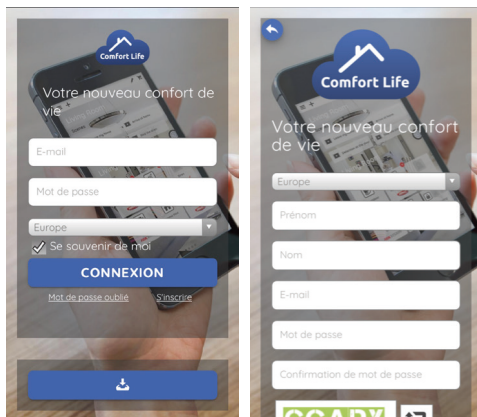 Comfort Life
Votre nouveau confort de
vie
E-mail
Mot de passe
Europe
Se souvenir de moi
CONNEXION
Mot de passe oublié S'inscrire
Comfort Life
Votre nouveau confort
de vie
Europe
Prénom
Nom
E-mail
Mot de passe
Confirmation de mot de passe